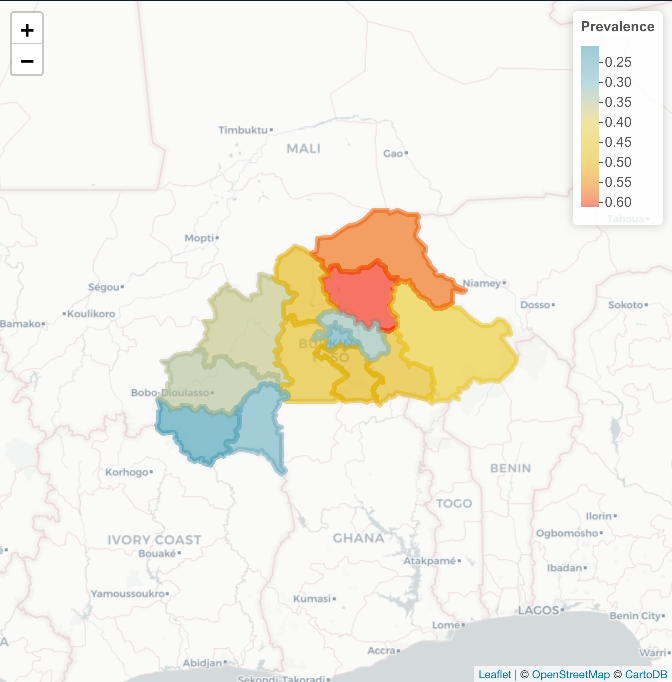 +
−
Prevalence
0.25
0.30
0.35
0.40
0.45
0.50
0.55
0.60
Timbuktu
MALI
Gao
Tahoua
Mopti
Ségou
Niamey
Dosso
Sokoto
Koulikoro
Bamako
BURKINA
FASO
Bobo-Dioulasso
Korhogo
BENIN
TOGO
Ilorin
IVORY COAST
GHANA
Ogbomosho
Bouaké
Atakpamé
Ibadan
Yamoussoukro
Kumasi
LAGOS
Benin City
Lomé
Accra
Warri
Abidjan
Sekondi-Takoradi
Leaflet | © OpenStreetMap © CartoDB